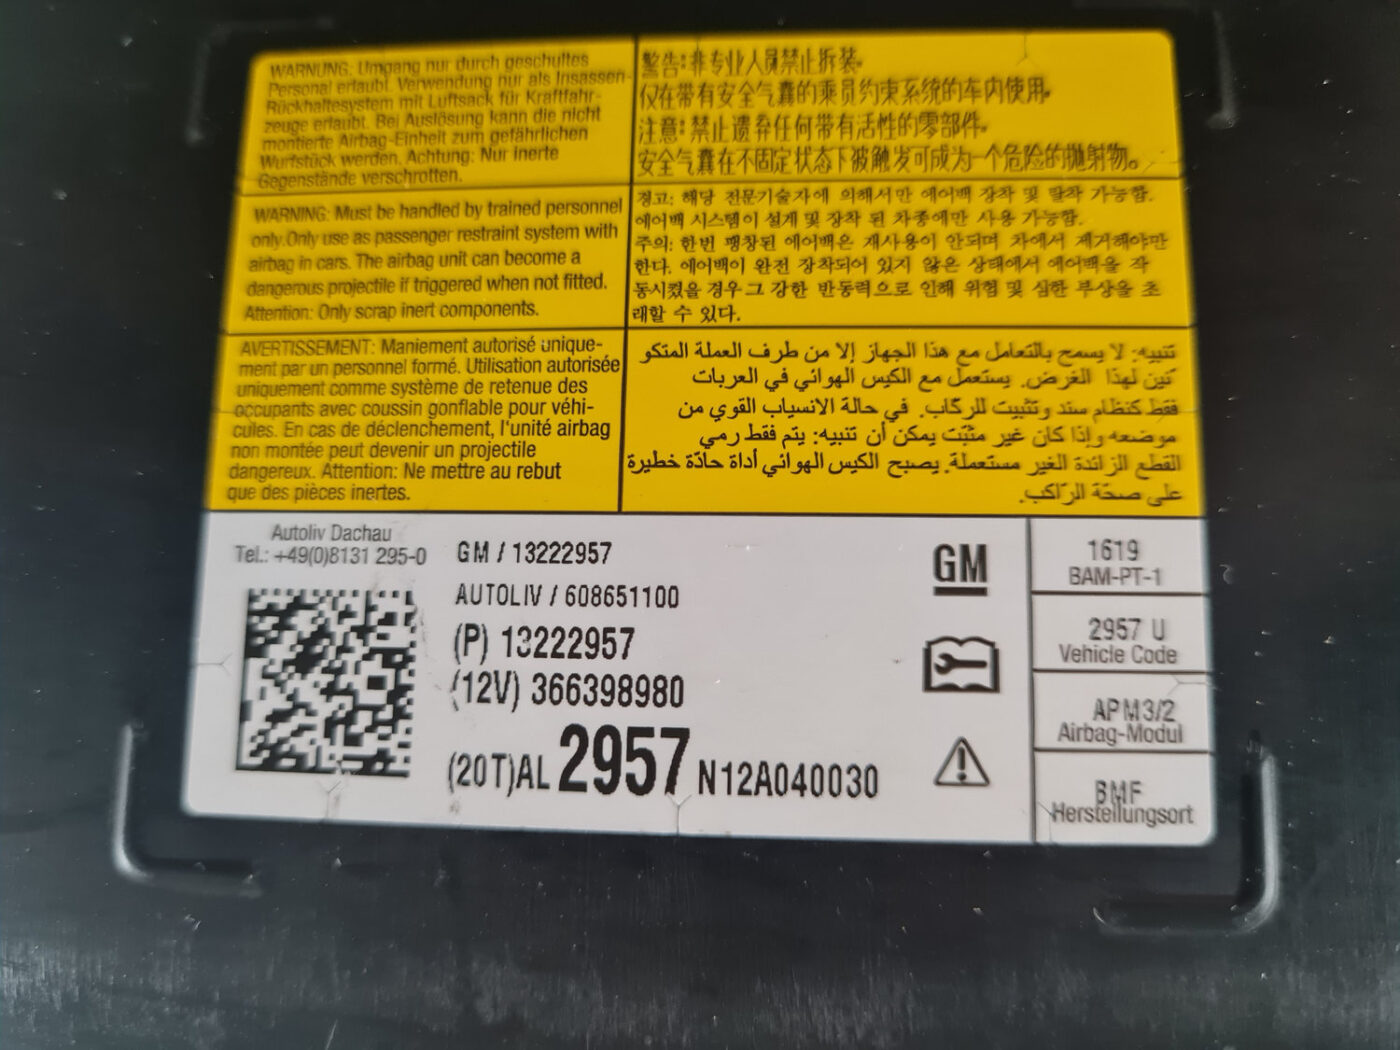 WARNUNG: Umgang nur durch geschultes
Personal erlaubt. Verwendung nur als Insassen-
Rückhaltesystem mit Luftsack für Kraftfahr-
zeuge erlaubt. Bei Auslösung kann die nicht
montierte Airbag-Einheit zum gefährlichen
Wurfstück werden. Achtung: Nur inerte
Gegenstände verschrotten.
警告:非专业人员禁止拆装。
仅在带有安全气囊的乘员约束系统的车内使用。
注意:禁止遗弃任何带有活性的零部件。
安全气囊在不固定状态下被触发可成为一个危险的抛射物。
WARNING: Must be handled by trained personnel
only.Only use as passenger restraint system with
airbag in cars. The airbag unit can become a
dangerous projectile if triggered when not fitted.
Attention: Only scrap inert components.
경고: 해당 전문기술자에 의해서만 에어백 장착 및 탈착 가능함.
에어백 시스템이 설계 및 장착 된 차종에만 사용 가능함.
주의: 한번 팽창된 에어백은 재사용이 안되며 차에서 제거해야만
한다. 에어백이 완전 장착되어 있지 않은 상태에서 에어백을 작
동시켰을 경우 그 강한 반동력으로 인해 위험 및 심한 부상을 초
래할 수 있다.
AVERTISSEMENT: Maniement autorisé unique-
ment par un personnel formé. Utilisation autorisée
uniquement comme système de retenue des
occupants avec coussin gonflable pour véhi-
cules. En cas de déclenchement, l'unité airbag
non montée peut devenir un projectile
dangereux. Attention: Ne mettre au rebut
que des pièces inertes.
تنبيه: لا يسمح بالتعامل مع هذا الجهاز إلا من طرف العملة المتكو
تين لهذا الغرض. يستعمل مع الكيس الهوائي في العربات
فقط كنظام سند وتثبيت للركّاب. في حالة الانسياب القوي من
موضعه وإذا كان غير مثبّت يمكن أن تنبيه: يتم فقط رمي
القطع الزائدة الغير مستعملة. يصبح الكيس الهوائي أداة حادّة خطيرة
على صحّة الرّاكب.
Autoliv Dachau
Tel.: +49(0)8131 295-0
GM / 13222957
AUTOLIV / 608651100
(P) 13222957
(12V) 366398980
(20T)AL 2957 N12A040030
GM
1619
BAM-PT-1
2957 U
Vehicle Code
APM3/2
Airbag-Modul
BMF
Herstellungsort